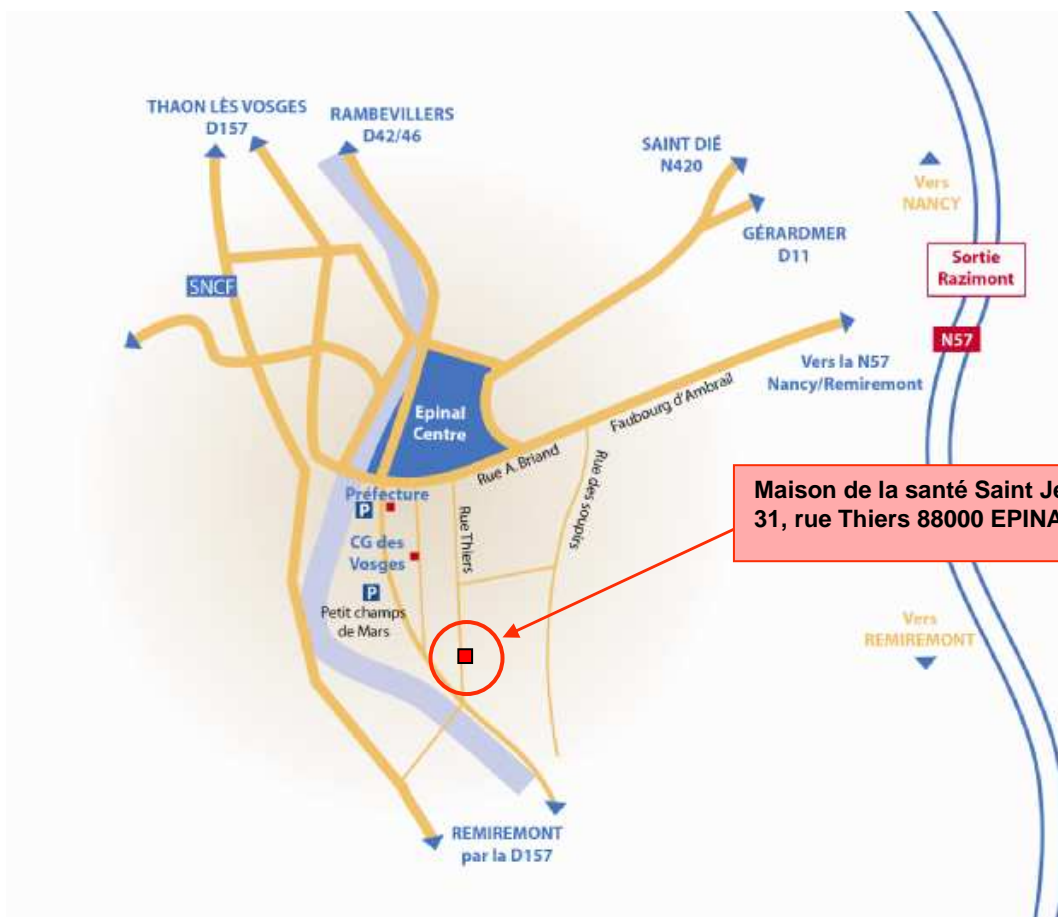 THAON LÈS VOSGES
D157
RAMBEVILLERS
D42/46
SAINT DIÉ
N420
GÉRARDMER
D11
Vers
NANCY
Sortie
Razimont
N57
SNCF
Vers la N57
Nancy/Remiremont
Epinal
Centre
Faubourg d'Ambrail
Rue A. Briand
Rue des soupirs
Rue Thiers
Préfecture
P
CG des
Vosges
P
Petit champs
de Mars
Maison de la santé Saint Je
31, rue Thiers 88000 EPINA
Vers
REMIREMONT
REMIREMONT
par la D157